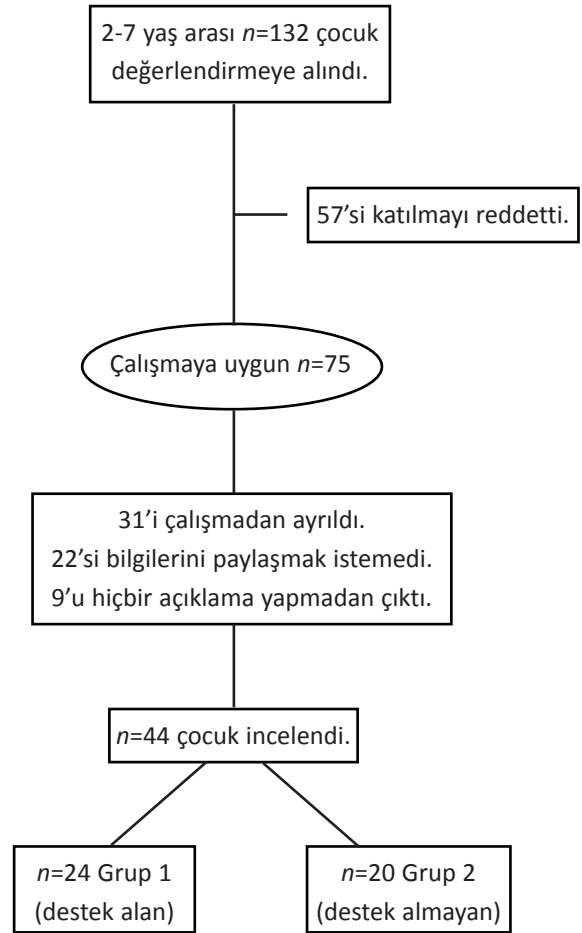 2-7 yaş arası n=132 çocuk
değerlendirmeye alındı.
57'si katılmayı reddetti.
Çalışmaya uygun n=75
31'i çalışmadan ayrıldı.
22'si bilgilerini paylaşmak istemedi.
9'u hiçbir açıklama yapmadan çıktı.
n=44 çocuk incelendi.
n=24 Grup 1
(destek alan)
n=20 Grup 2
(destek almayan)